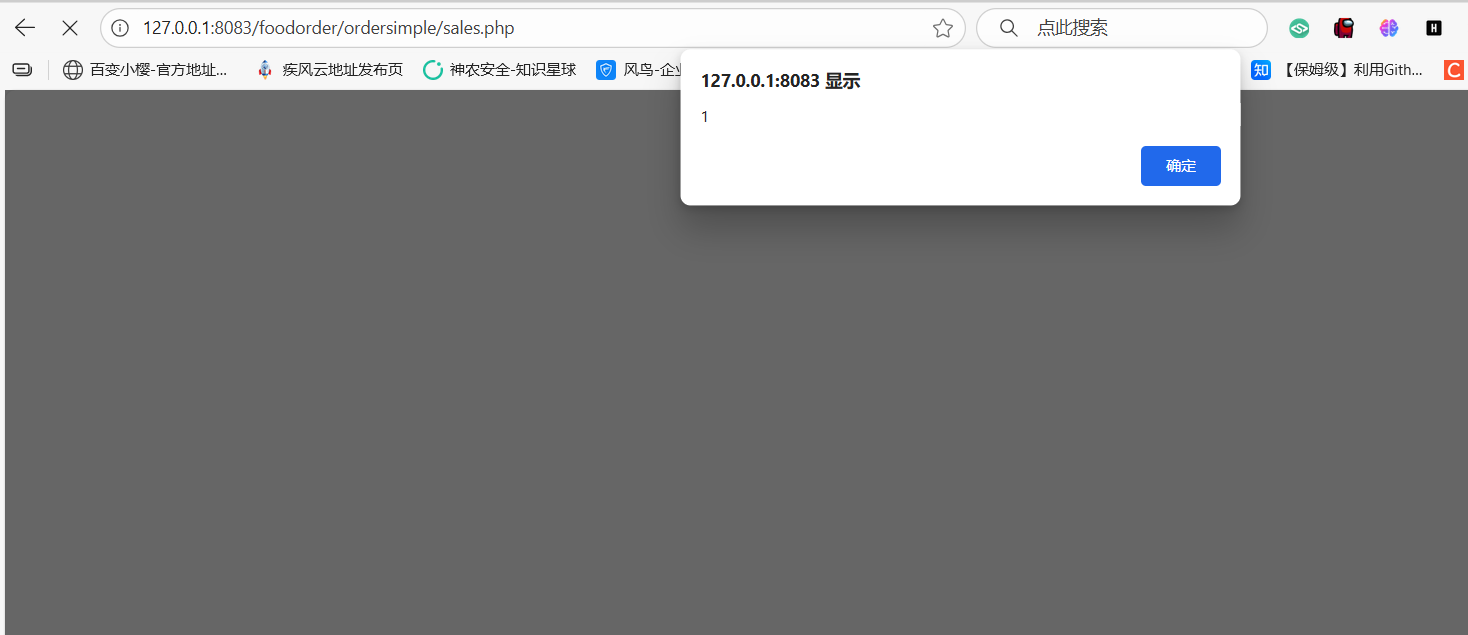 127.0.0.1:8083/foodorder/ordersimple/sales.php
点此搜索
H
百变小樱-官方地址...
疾风云地址发布页
神农安全-知识星球
风鸟-企业
知
【保姆级】利用Gith...
C
127.0.0.1:8083 显示
1
确定